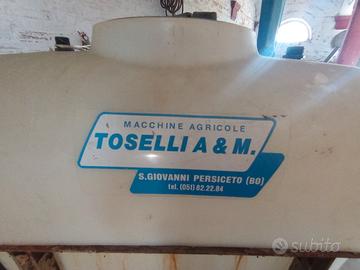 MACCHINE AGRICOLE
TOSELLI A & M.
S. GIOVANNI PERSICETO (BO)
tel. (051) 82.22.84
subito